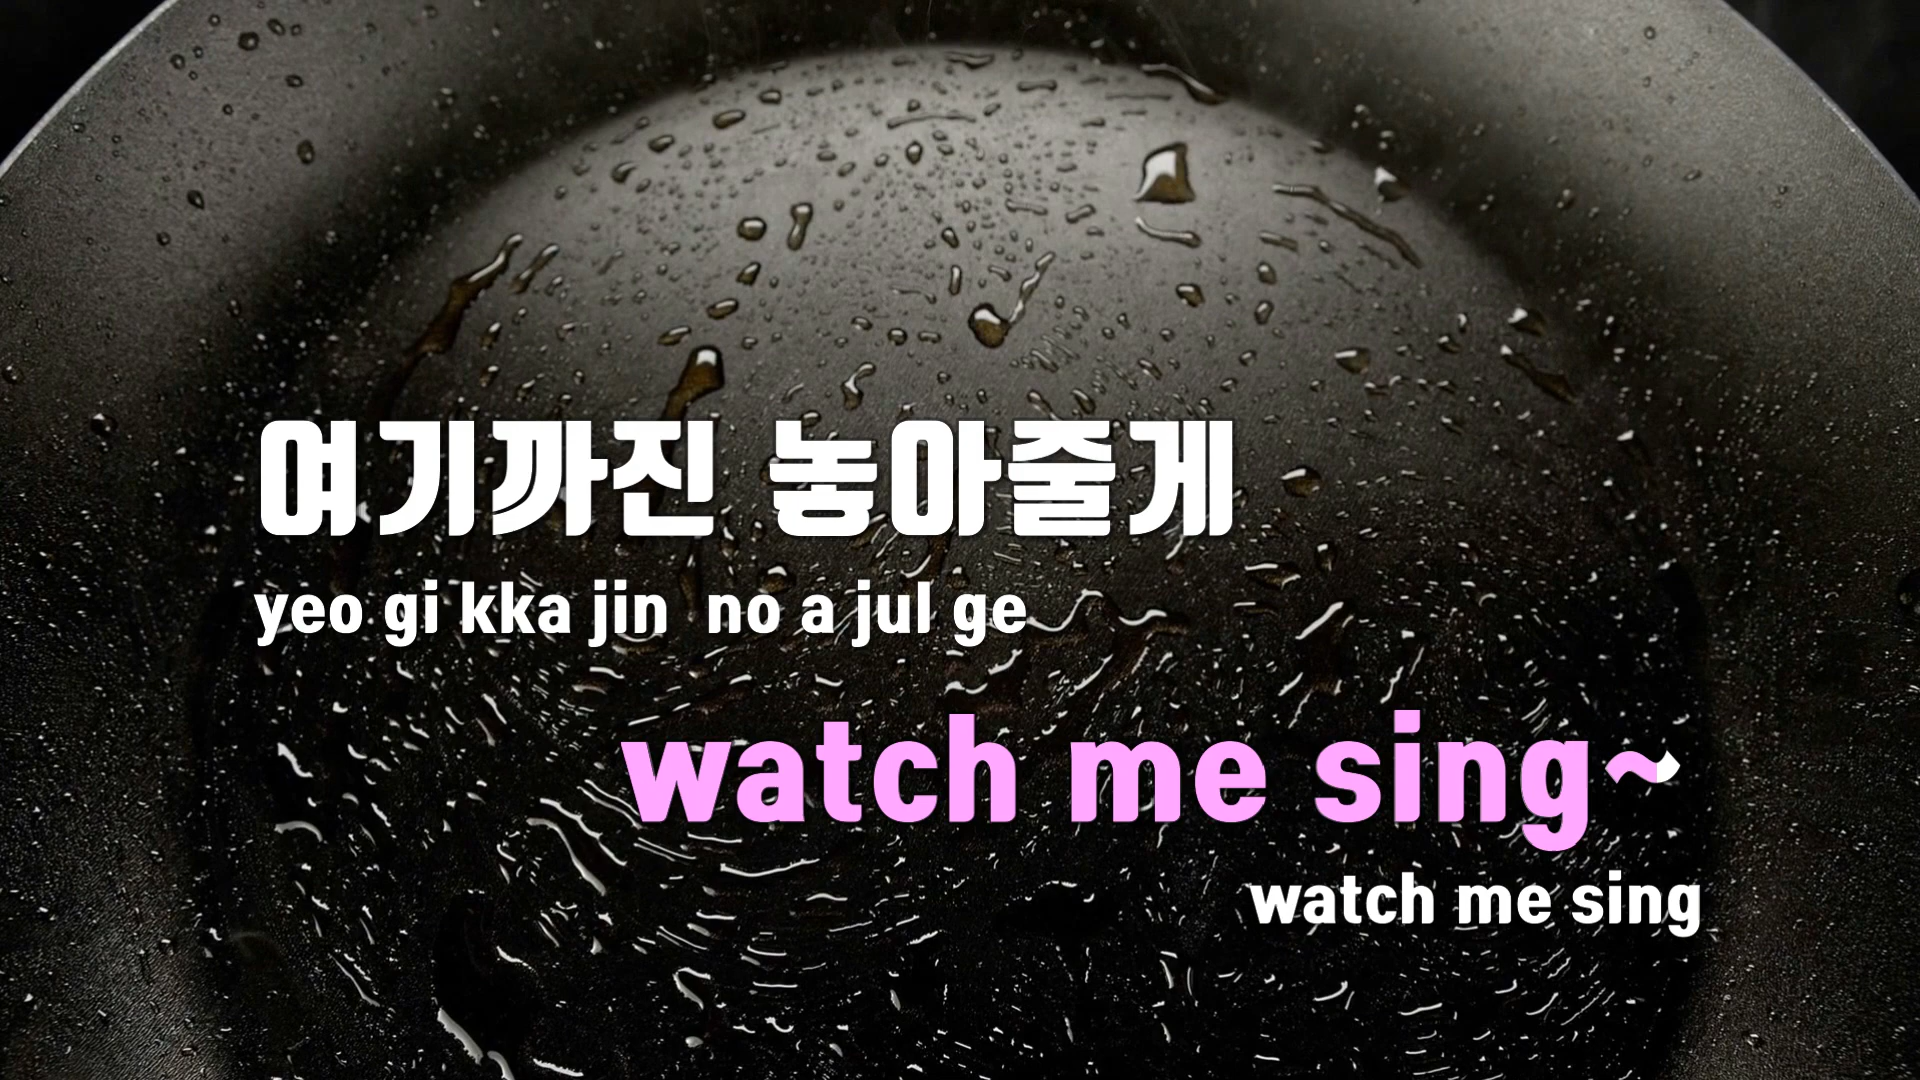 여기까진 놓아줄게
yeo gi kka jin no a jul ge
watch me sing~
watch me sing